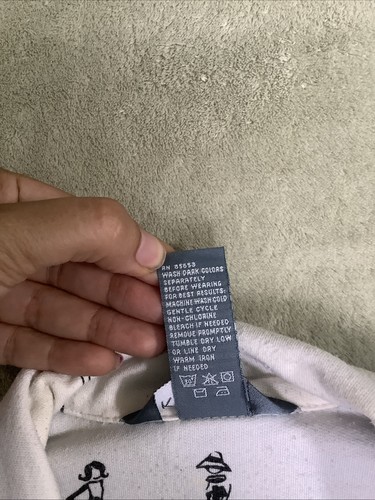 RN 85658
WASH DARK COLORS
SEPARATELY
BEFORE WEARING
FOR BEST RESULTS:
MACHINE WASH COLD
GENTLE CYCLE
NON-CHLORINE
BLEACH IF NEEDED
REMOVE PROMPTLY
TUMBLE DRY LOW
OR LINE DRY
WARM IRON
IF NEEDED